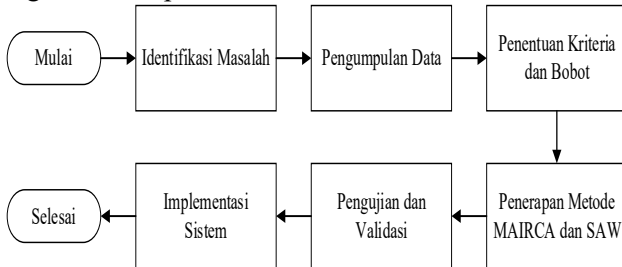 Mulai
Identifikasi Masalah
Pengumpulan Data
Penentuan Kriteria
dan Bobot
Penerapan Metode
MAIRCA dan SAW
Pengujian dan
Validasi
Implementasi
Sistem
Selesai